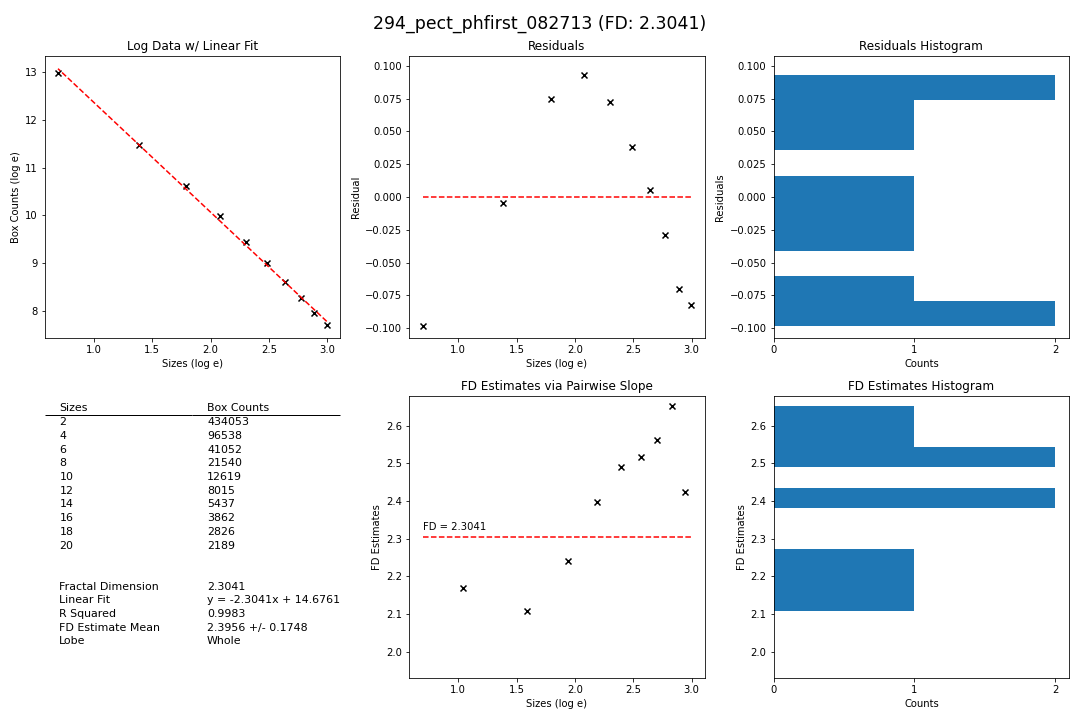 294_pect_phfirst_082713 (FD: 2.3041)
Log Data w/ Linear Fit
13
12
11
10
9
8
Box Counts (log e)
1.0 1.5 2.0 2.5 3.0
Sizes (log e)
Residuals
0.100
0.075
0.050
0.025
0.000
−0.025
−0.050
−0.075
−0.100
Residual
1.0 1.5 2.0 2.5 3.0
Sizes (log e)
Residuals Histogram
0.100
0.075
0.050
0.025
0.000
−0.025
−0.050
−0.075
−0.100
Residuals
0 1 2
Counts
Sizes Box Counts
2 434053
4 96538
6 41052
8 21540
10 12619
12 8015
14 5437
16 3862
18 2826
20 2189
Fractal Dimension 2.3041
Linear Fit y = -2.3041x + 14.6761
R Squared 0.9983
FD Estimate Mean 2.3956 +/- 0.1748
Lobe Whole
FD Estimates via Pairwise Slope
2.6
2.5
2.4
2.3
2.2
2.1
2.0
FD Estimates
FD = 2.3041
1.0 1.5 2.0 2.5 3.0
Sizes (log e)
FD Estimates Histogram
2.6
2.5
2.4
2.3
2.2
2.1
2.0
FD Estimates
0 1 2
Counts